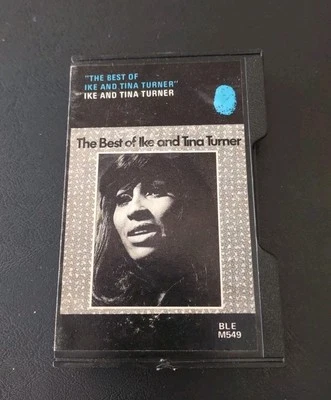 "THE BEST OF
IKE AND TINA TURNER"
IKE AND TINA TURNER
The Best of Ike and Tina Turner
BLE
M549